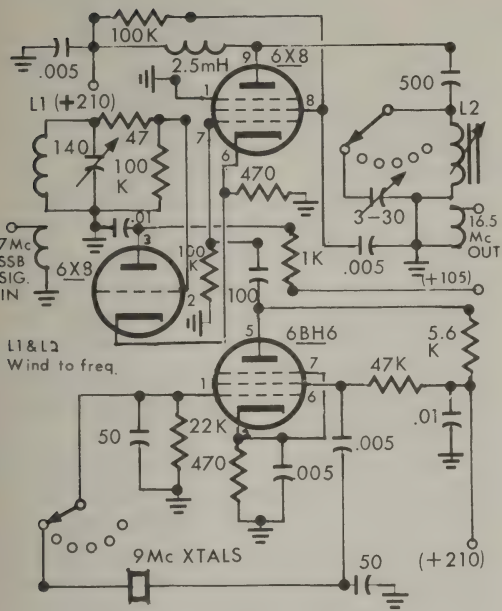 100K
.005
2.5mH
9
6X8
1
8
7
6
500
L1 (+210)
L2
140
47
100
K
470
3-30
.01
3
100
K
1K
.005
16.5
Mc
OUT
7Mc
SSB
SIG.
IN
6X8
2
(+105)
100
5.6
K
L1&L2
Wind to freq.
5
6BH6
1
7
6
47K
50
22K
470
.005
.005
.01
9Mc XTALS
50
(+210)